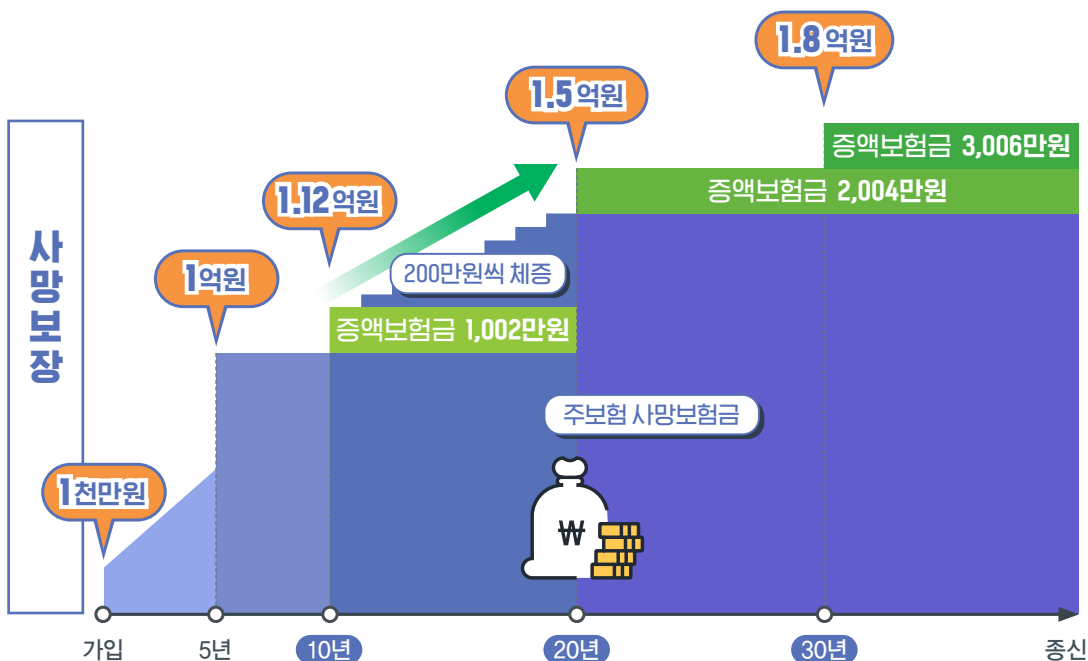 1.8억원
1.5억원
1.12억원
1억원
1천만원
사망보장
증액보험금 3,006만원
증액보험금 2,004만원
200만원씩 체증
증액보험금 1,002만원
주보험 사망보험금
₩
가입
5년
10년
20년
30년
종신